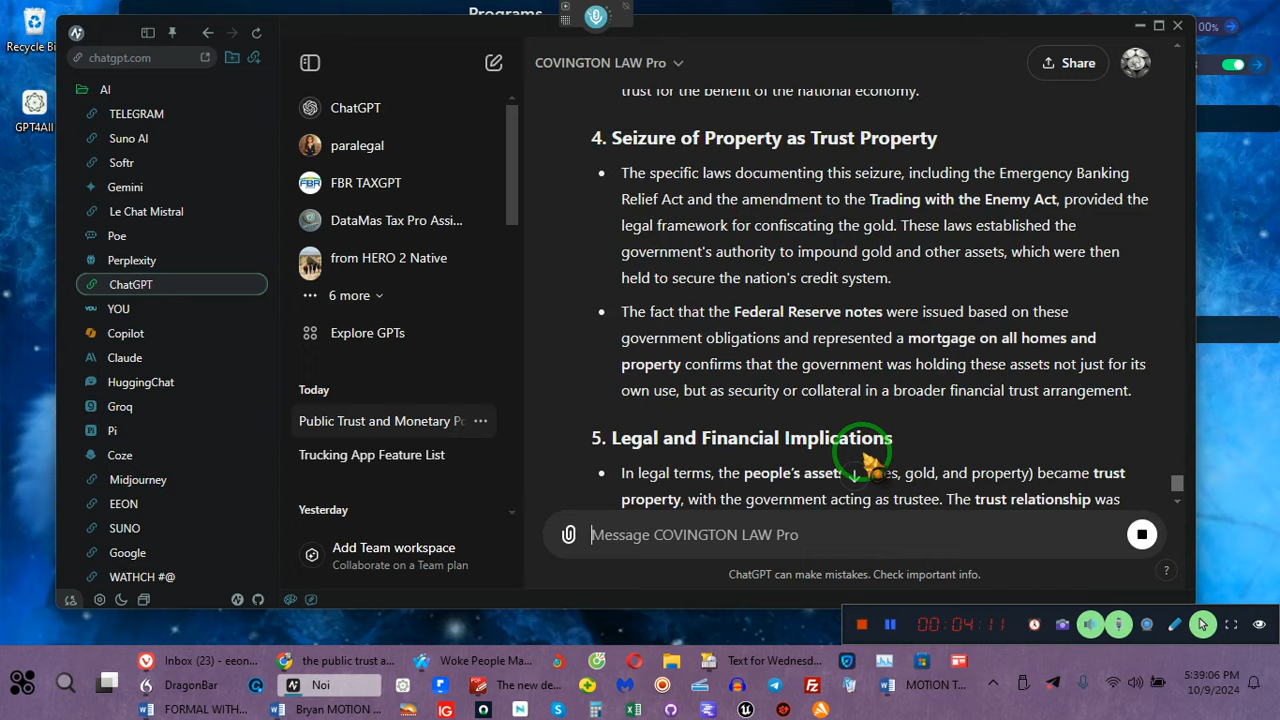 Programs
Recycle Bi
GPT4All
100%
chatgpt.com
AI
TELEGRAM
Suno AI
Softr
Gemini
Le Chat Mistral
Poe
Perplexity
ChatGPT
YOU
Copilot
Claude
HuggingChat
Groq
Pi
Coze
Midjourney
EEON
SUNO
Google
WATHCH #@
ChatGPT
paralegal
FBR TAXGPT
DataMas Tax Pro Assi...
from HERO 2 Native
6 more
Explore GPTs
Today
Public Trust and Monetary Po
Trucking App Feature List
Yesterday
Add Team workspace
Collaborate on a Team plan
COVINGTON LAW Pro
Share
trust for the benefit of the national economy.
4. Seizure of Property as Trust Property
The specific laws documenting this seizure, including the Emergency Banking
Relief Act and the amendment to the Trading with the Enemy Act, provided the
legal framework for confiscating the gold. These laws established the
government's authority to impound gold and other assets, which were then
held to secure the nation's credit system.
The fact that the Federal Reserve notes were issued based on these
government obligations and represented a mortgage on all homes and
property confirms that the government was holding these assets not just for its
own use, but as security or collateral in a broader financial trust arrangement.
5. Legal and Financial Implications
In legal terms, the people's assets gold, and property) became trust
property, with the government acting as trustee. The trust relationship was
Message COVINGTON LAW Pro
ChatGPT can make mistakes. Check important info.
?
00:04:11
Inbox (23) - eeon...
the public trust a...
Woke People Ma...
Text for Wednesd...
DragonBar
Noi
The new de...
MOTION T...
5:39:06 PM
10/9/2024
FORMAL WITH...
Bryan MOTION ...